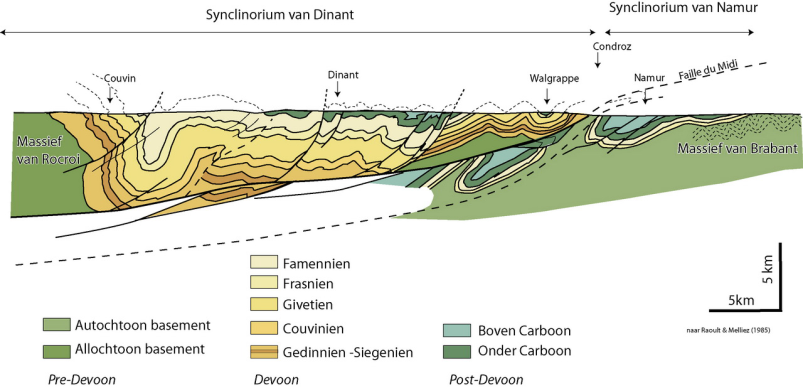 Synclinorium van Dinant
Synclinorium van Namur
Condroz
Couvin
Dinant
Walgrappe
Namur
Faille du Midi
Massief
van Rocroi
Massief van Brabant
Famennien
Frasnien
Givetien
Couvinien
Gedinnien -Siegenien
Autochtoon basement
Allochtoon basement
Boven Carboon
Onder Carboon
Pre-Devoon
Devoon
Post-Devoon
5 km
5km
naar Raoult & Melliez (1985)